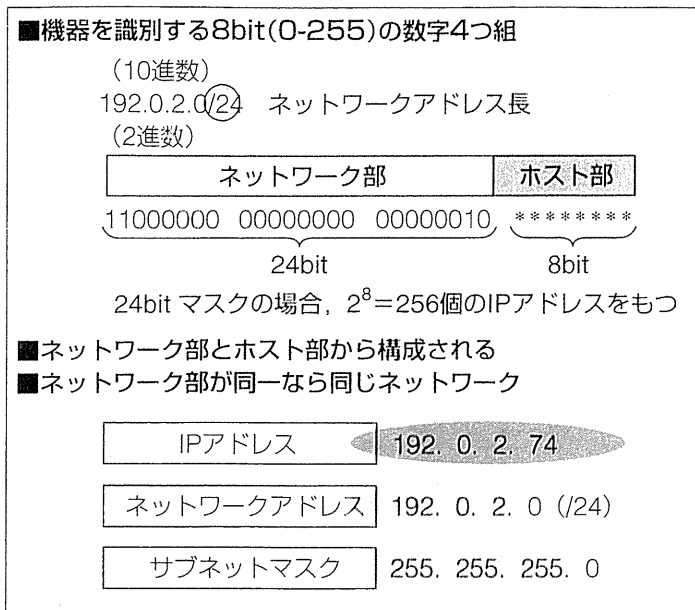 ■機器を識別する8bit(0-255)の数字4つ組
(10進数)
192.0.2.0/24 ネットワークアドレス長
(2進数)
ネットワーク部 ホスト部
11000000 00000000 00000010 ********
24bit 8bit
24bit マスクの場合，2⁸＝256個のIPアドレスをもつ
■ネットワーク部とホスト部から構成される
■ネットワーク部が同一なら同じネットワーク
IPアドレス 192. 0. 2. 74
ネットワークアドレス 192. 0. 2. 0 (/24)
サブネットマスク 255. 255. 255. 0